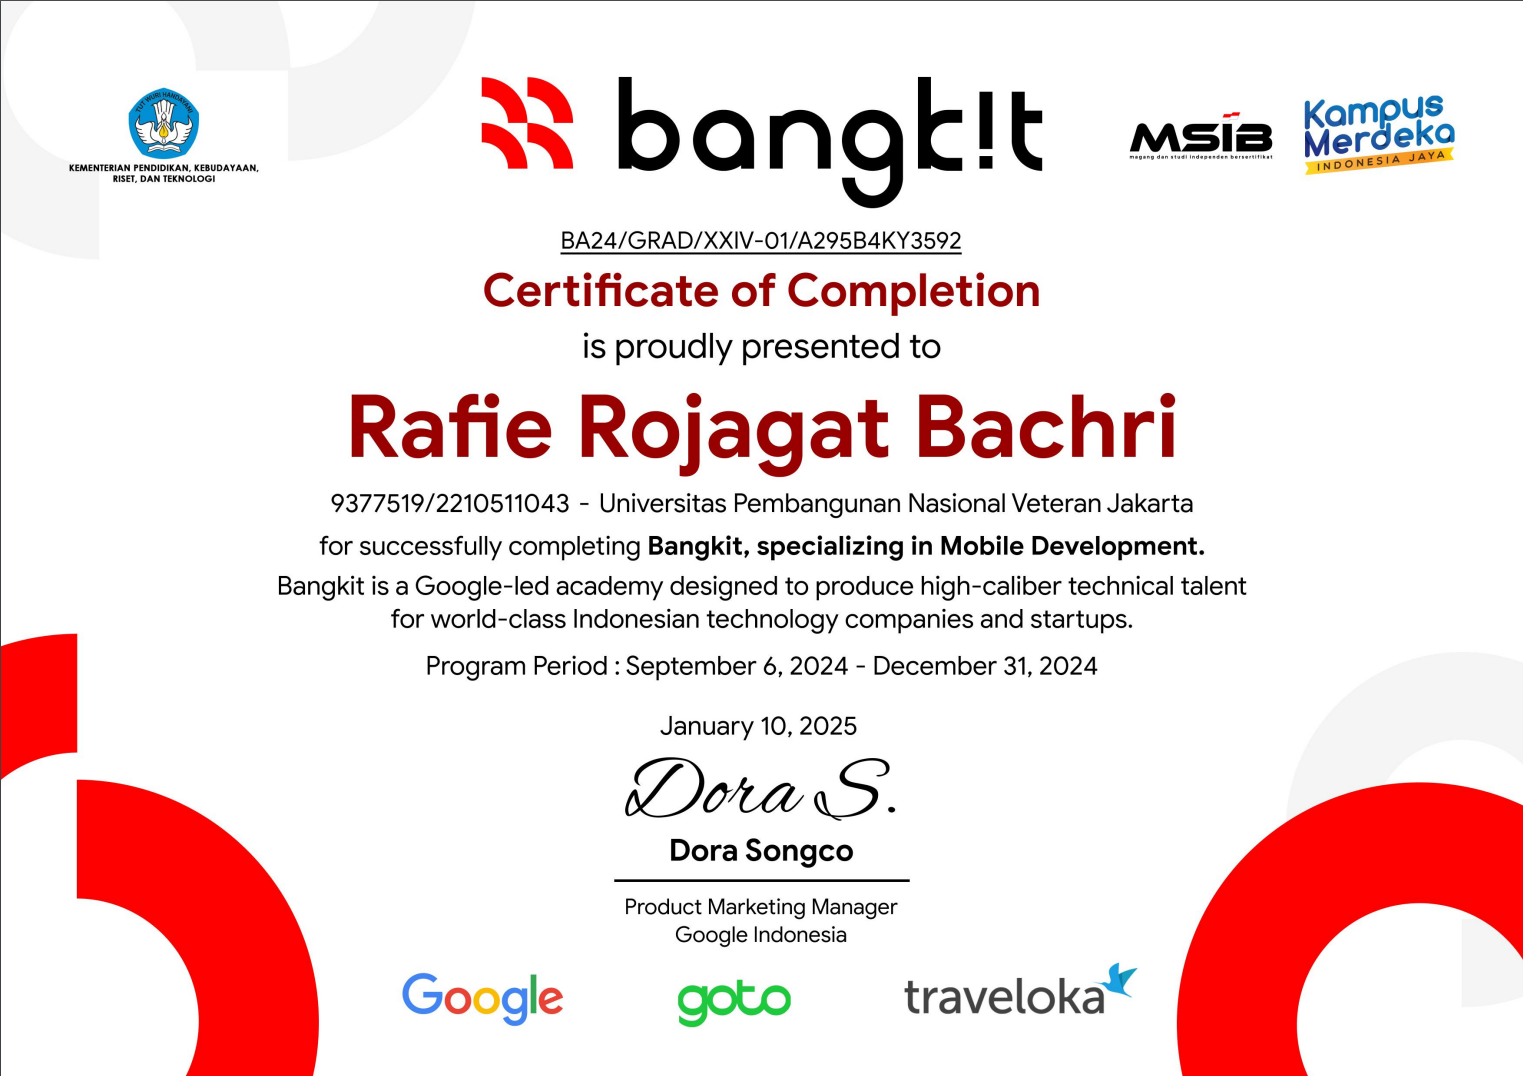 TUT WURI HANDAYANI
KEMENTERIAN PENDIDIKAN, KEBUDAYAAN,
RISET, DAN TEKNOLOGI
bangk!t
MSIB
magang dan studi independen bersertifikat
Kampus
Merdeka
INDONESIA JAYA
BA24/GRAD/XXIV-01/A295B4KY3592
Certificate of Completion
is proudly presented to
Rafie Rojagat Bachri
9377519/2210511043 - Universitas Pembangunan Nasional Veteran Jakarta
for successfully completing Bangkit, specializing in Mobile Development.
Bangkit is a Google-led academy designed to produce high-caliber technical talent
for world-class Indonesian technology companies and startups.
Program Period : September 6, 2024 - December 31, 2024
January 10, 2025
Dora S.
Dora Songco
Product Marketing Manager
Google Indonesia
Google
goto
traveloka